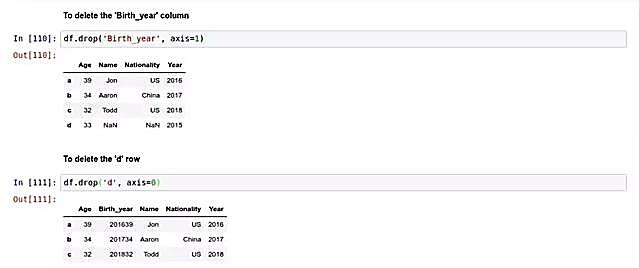 To delete the 'Birth_year' column
In [110]: df.drop('Birth_year', axis=1)
Out[110]:
Age Name Nationality Year
a 39 Jon US 2016
b 34 Aaron China 2017
c 32 Todd US 2018
d 33 NaN NaN 2015
To delete the 'd' row
In [111]: df.drop('d', axis=0)
Out[111]:
Age Birth_year Name Nationality Year
a 39 201639 Jon US 2016
b 34 201734 Aaron China 2017
c 32 201832 Todd US 2018